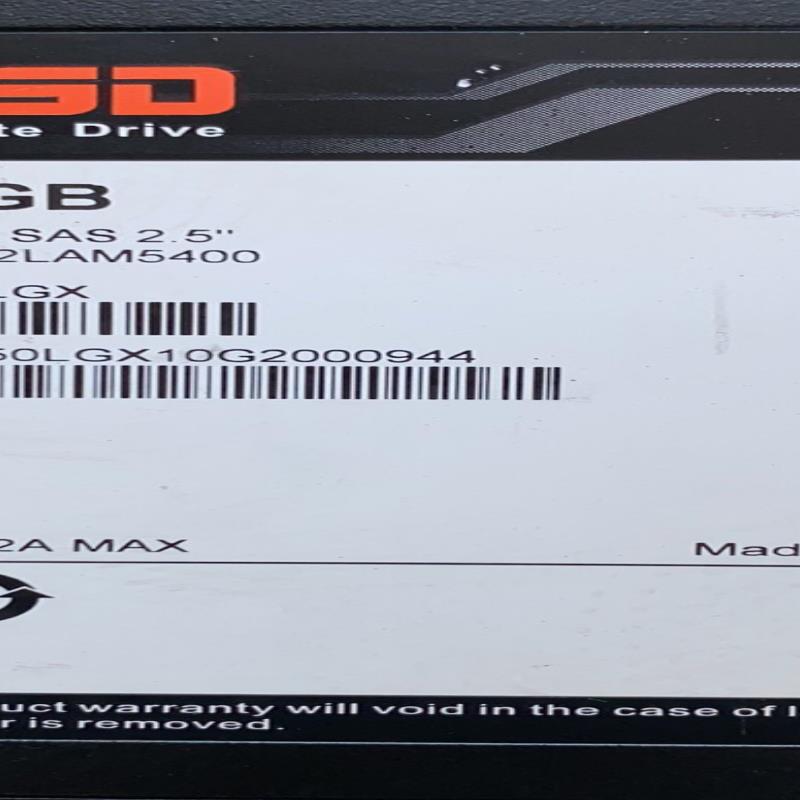 SD
te Drive
GB
SAS 2.5"
2LAM5400
LGX
50LGX10G2000944
2A MAX
Mad
uct warranty will void in the case of
r is removed.